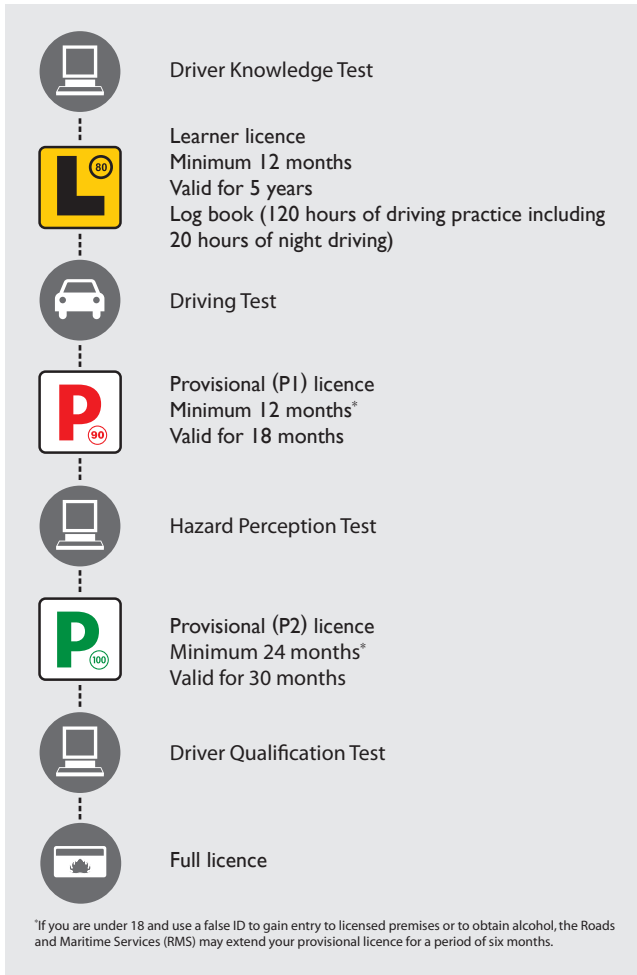 Driver Knowledge Test
L 80
Learner licence
Minimum 12 months
Valid for 5 years
Log book (120 hours of driving practice including
20 hours of night driving)
Driving Test
P 90
Provisional (P1) licence
Minimum 12 months*
Valid for 18 months
Hazard Perception Test
P 100
Provisional (P2) licence
Minimum 24 months*
Valid for 30 months
Driver Qualification Test
Full licence
*If you are under 18 and use a false ID to gain entry to licensed premises or to obtain alcohol, the Roads
and Maritime Services (RMS) may extend your provisional licence for a period of six months.